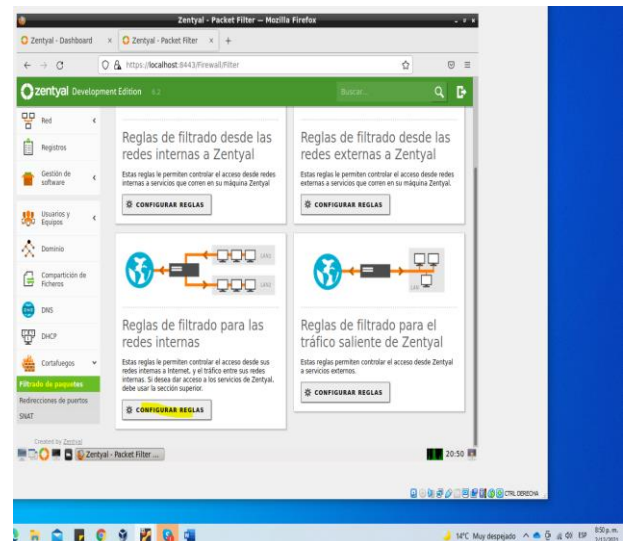 Zentyal - Packet Filter — Mozilla Firefox
Zentyal - Dashboard × Zentyal - Packet Filter × +
https://localhost:8443/Firewall/Filter
zentyal Development Edition 6.2 Buscar...
Red
Registros
Gestión de software
Usuarios y Equipos
Dominio
Compartición de Ficheros
DNS
DHCP
Cortafuegos
Filtrado de paquetes
Redirecciones de puertos
SNAT
Created by Zentyal
Reglas de filtrado desde las
redes internas a Zentyal
Estas reglas le permiten controlar el acceso desde redes
internas a servicios que corren en su máquina Zentyal
CONFIGURAR REGLAS
Reglas de filtrado desde las
redes externas a Zentyal
Estas reglas le permiten controlar el acceso desde redes
externas a servicios que corren en su máquina Zentyal.
CONFIGURAR REGLAS
LAN1
LAN2
Reglas de filtrado para las
redes internas
Estas reglas le permiten controlar el acceso desde sus
redes internas a Internet, y el tráfico entre sus redes
internas. Si desea dar acceso a los servicios de Zentyal,
debe usar la sección superior.
CONFIGURAR REGLAS
LAN
Reglas de filtrado para el
tráfico saliente de Zentyal
Estas reglas permiten controlar el acceso desde Zentyal
a servicios externos.
CONFIGURAR REGLAS
Zentyal - Packet Filter ... 20:50
CTRL DERECHA
14°C Muy despejado ESP 8:50 p. m.